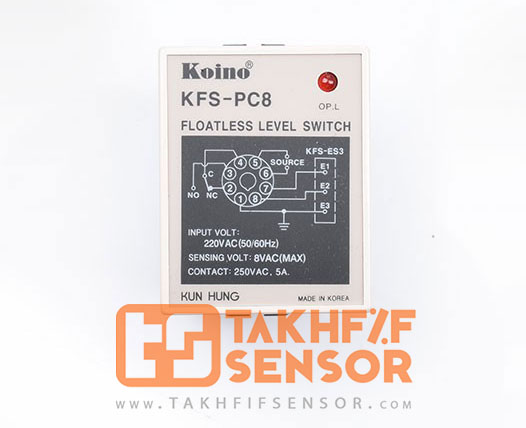 Koino®
KFS-PC8
OP.L
FLOATLESS LEVEL SWITCH
KFS-ES3
SOURCE
4 5
3 6
2 7
1 8
C
NO
NC
E1
E2
E3
INPUT VOLT:
220VAC(50/60Hz)
SENSING VOLT: 8VAC(MAX)
CONTACT: 250VAC, 5A.
KUN HUNG
MADE IN KOREA
TAKHFIF
SENSOR
WWW.TAKHFIFSENSOR.COM